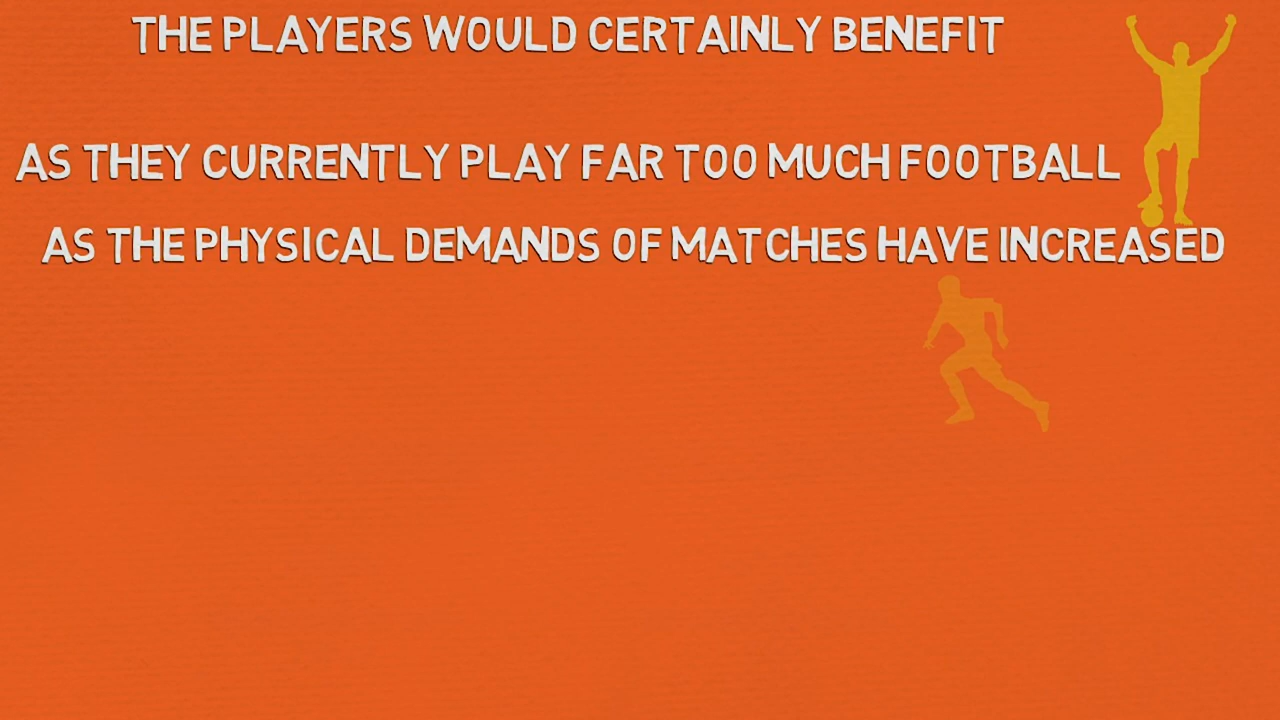 THE PLAYERS WOULD CERTAINLY BENEFIT
AS THEY CURRENTLY PLAY FAR TOO MUCH FOOTBALL
AS THE PHYSICAL DEMANDS OF MATCHES HAVE INCREASED